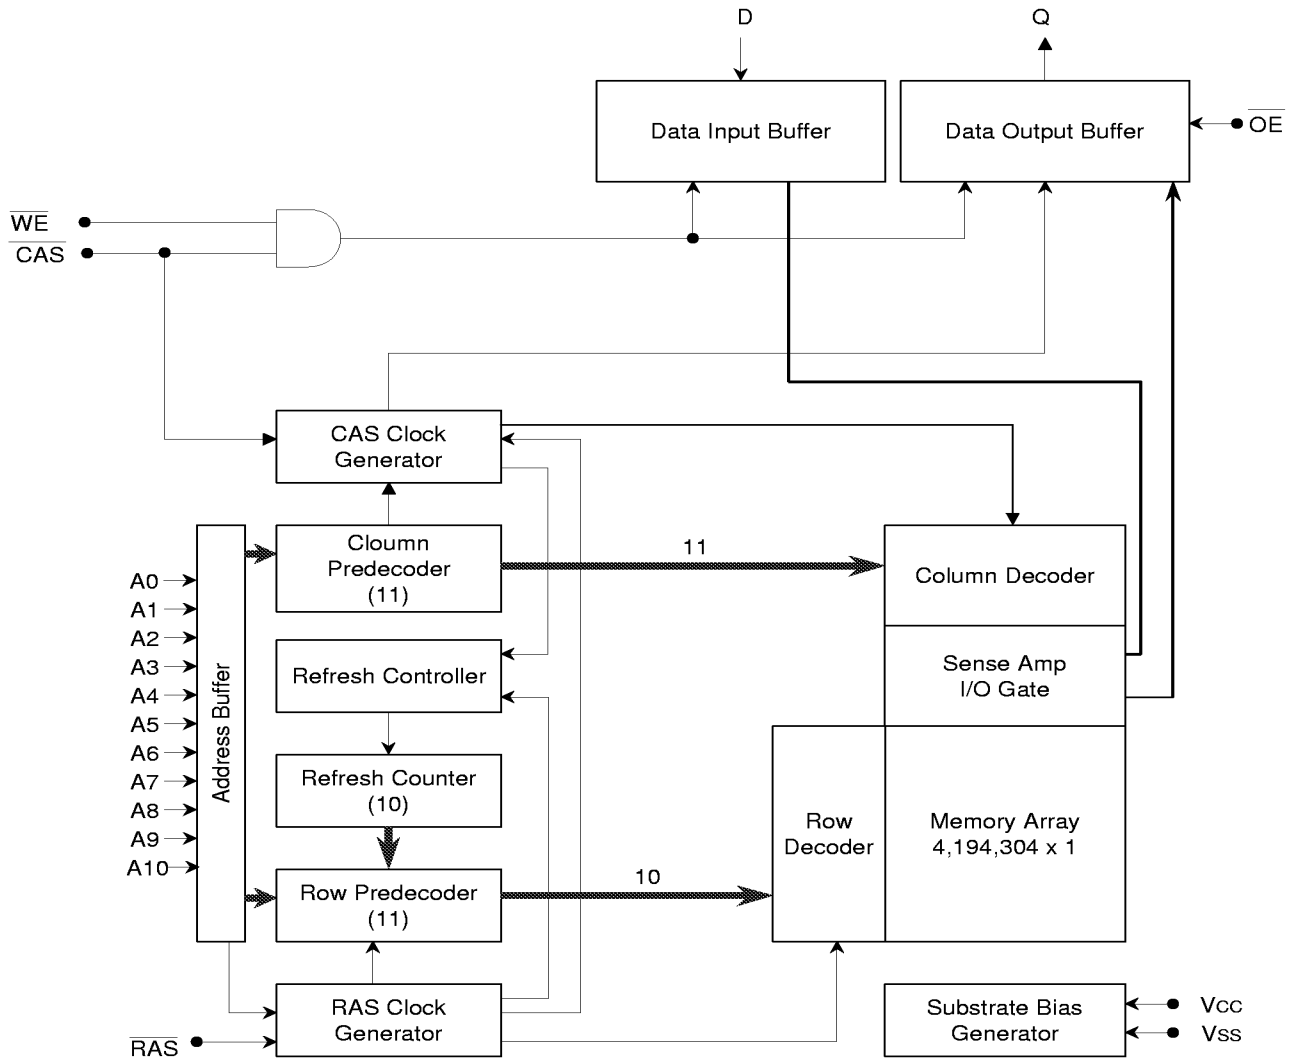 D
Q
Data Input Buffer
Data Output Buffer
OE
WE
CAS
CAS Clock
Generator
Cloumn
Predecoder
(11)
11
Column Decoder
A0
A1
A2
A3
A4
A5
A6
A7
A8
A9
A10
Address Buffer
Refresh Controller
Sense Amp
I/O Gate
Refresh Counter
(10)
Row
Decoder
Memory Array
4,194,304 x 1
Row Predecoder
(11)
10
RAS Clock
Generator
RAS
Substrate Bias
Generator
VCC
VSS